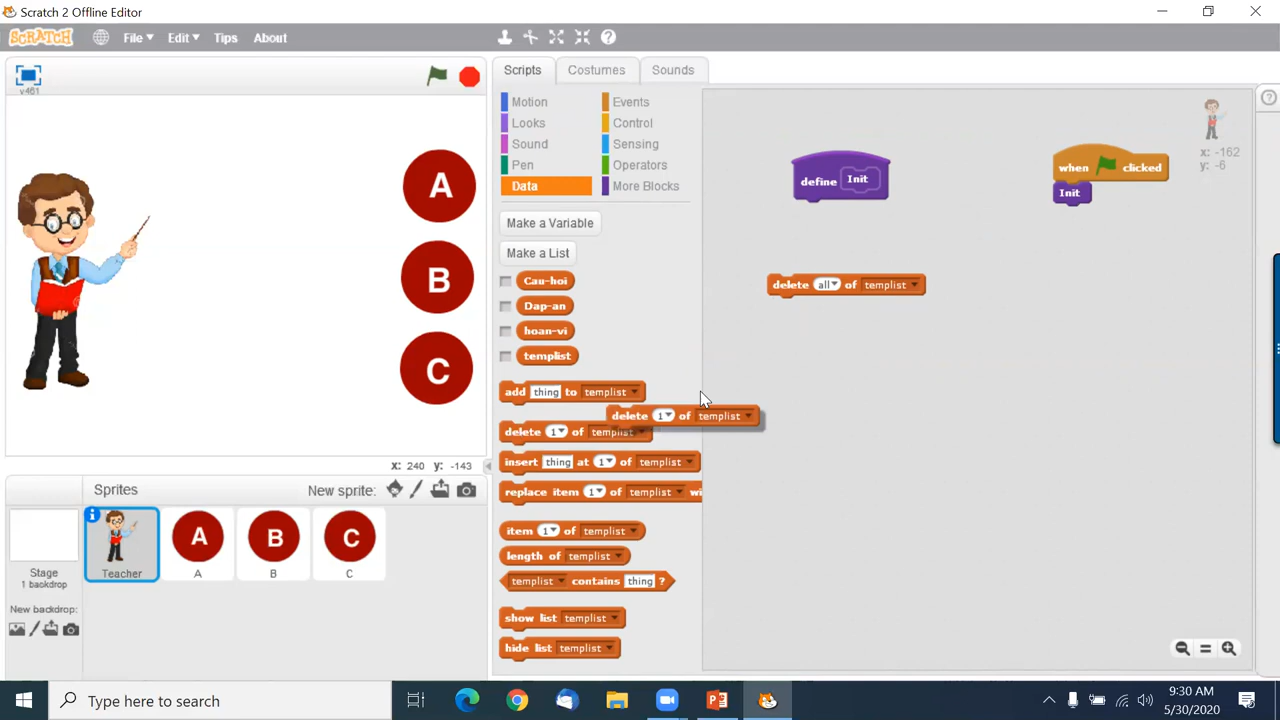 Scratch 2 Offline Editor
SCRATCH File Edit Tips About
v461
A
B
C
x: 240 y: -143
Sprites New sprite:
Stage
1 backdrop
New backdrop:
Teacher
A
A
B
B
C
C
Scripts Costumes Sounds
Motion Events
Looks Control
Sound Sensing
Pen Operators
Data More Blocks
Make a Variable
Make a List
Cau-hoi
Dap-an
hoan-vi
templist
add thing to templist
delete 1 of templist
delete 1 of templist
insert thing at 1 of templist
replace item 1 of templist wi
item 1 of templist
length of templist
templist contains thing ?
show list templist
hide list templist
define Init
delete all of templist
when clicked
Init
x: -162
y: -6
Type here to search
9:30 AM
5/30/2020